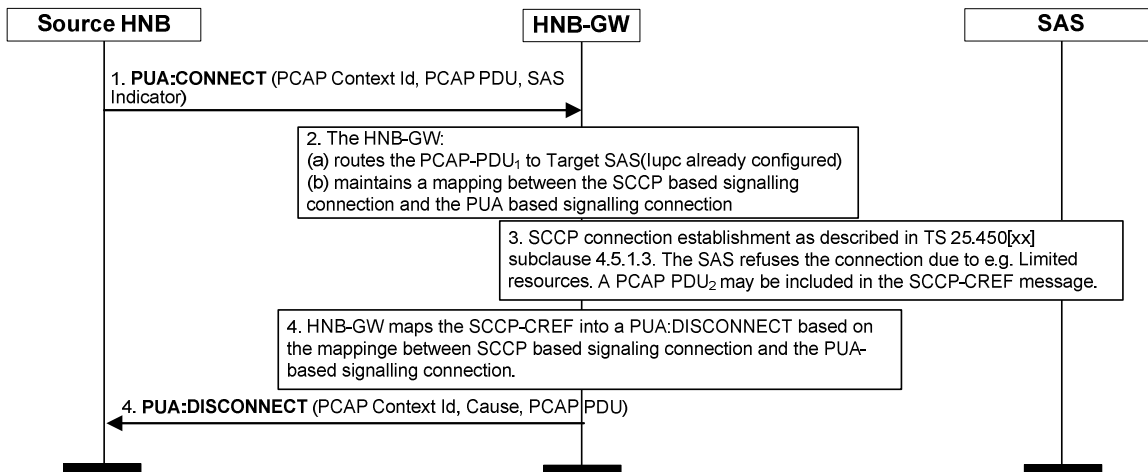 Source HNB
HNB-GW
SAS
1. PUA:CONNECT (PCAP Context Id, PCAP PDU, SAS
Indicator)
2. The HNB-GW:
(a) routes the PCAP-PDU₁ to Target SAS(Iupc already configured)
(b) maintains a mapping between the SCCP based signalling
connection and the PUA based signalling connection
3. SCCP connection establishment as described in TS 25.450[xx]
subclause 4.5.1.3. The SAS refuses the connection due to e.g. Limited
resources. A PCAP PDU₂ may be included in the SCCP-CREF message.
4. HNB-GW maps the SCCP-CREF into a PUA:DISCONNECT based on
the mappinge between SCCP based signaling connection and the PUA-
based signalling connection.
4. PUA:DISCONNECT (PCAP Context Id, Cause, PCAP PDU)